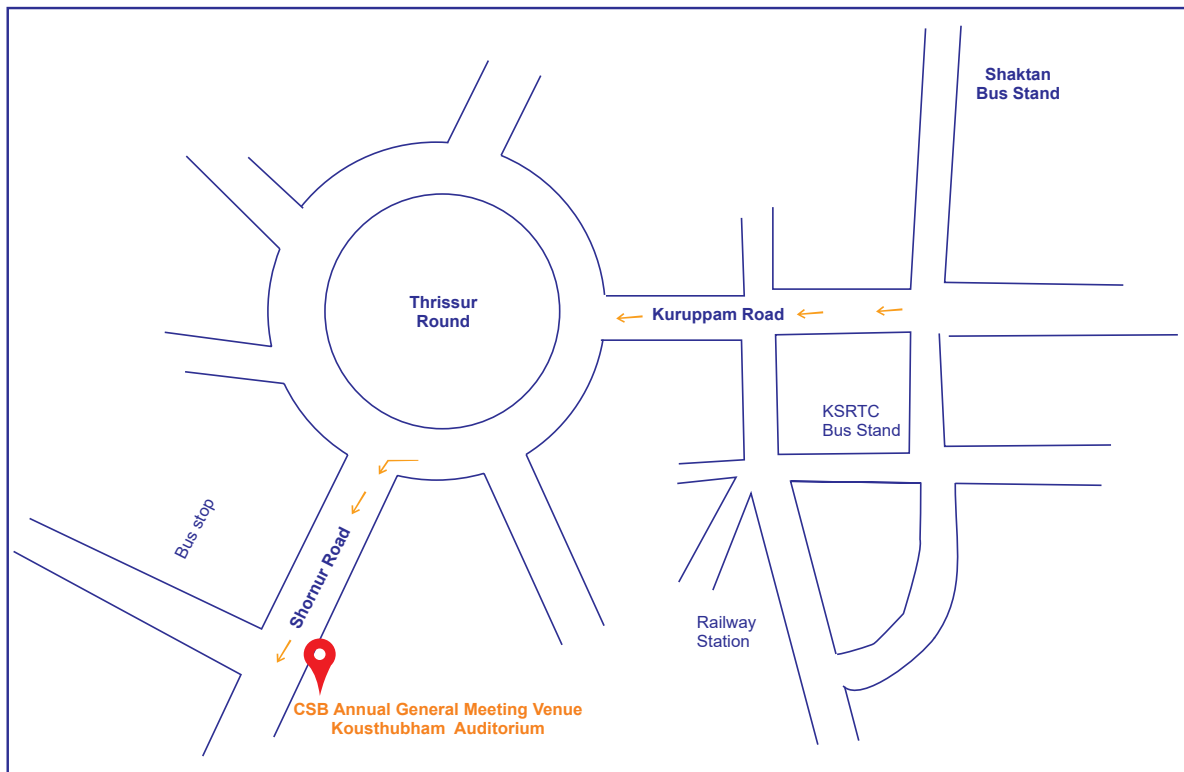 Shaktan
Bus Stand
Thrissur
Round
Kuruppam Road
KSRTC
Bus Stand
Bus stop
Shornur Road
Railway
Station
CSB Annual General Meeting Venue
Kousthubham Auditorium